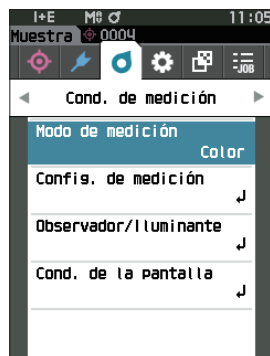 I+E M0 11:05
Muestra 0004
JOB
Cond. de medición
Modo de medición
Color
Config. de medición
Observador/Iluminante
Cond. de la pantalla